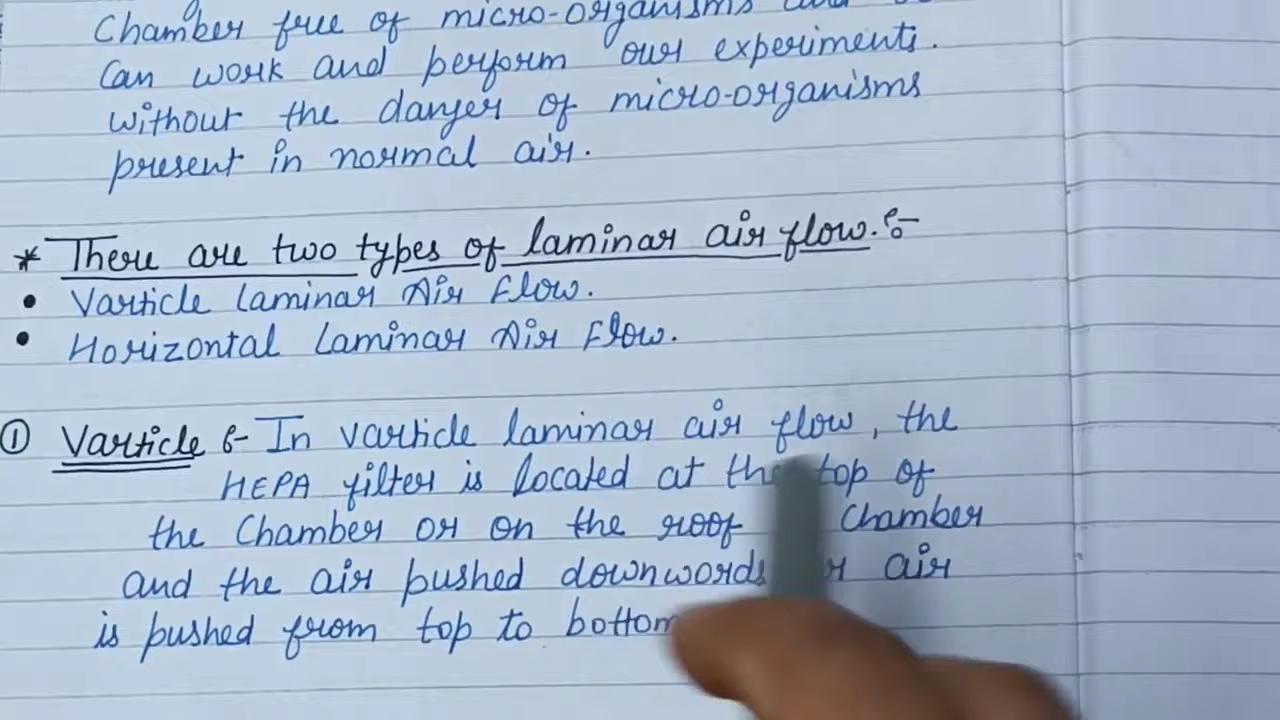 Chamber free of micro-organisms and
Can work and perform our experiments.
without the danger of micro-organisms
present in normal air.
* There are two types of laminar air flow.:-
• Varticle Laminar Air Flow.
• Horizontal Laminar Air Flow.
① Varticle :- In varticle laminar air flow, the
HEPA filter is located at the top of
the Chamber or on the roof chamber
and the air pushed downwords or air
is pushed from top to bottom